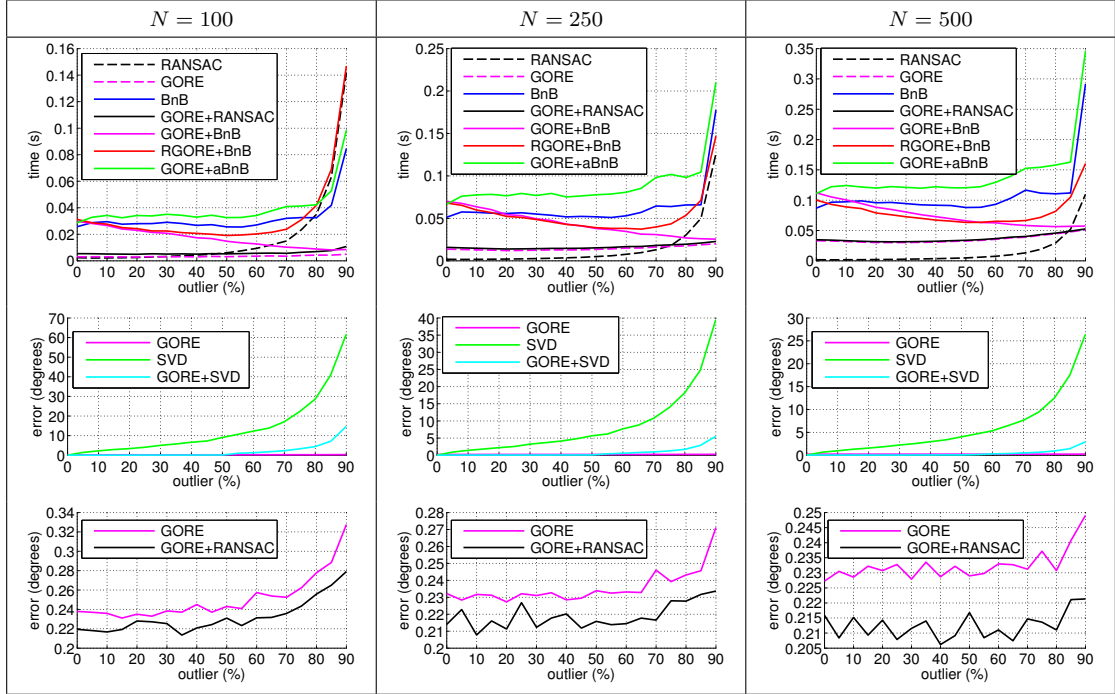 N = 100
N = 250
N = 500
time (s)
0.16
0.14
0.12
0.1
0.08
0.06
0.04
0.02
0
RANSAC
GORE
BnB
GORE+RANSAC
GORE+BnB
RGORE+BnB
GORE+aBnB
0 10 20 30 40 50 60 70 80 90
outlier (%)
time (s)
0.25
0.2
0.15
0.1
0.05
0
RANSAC
GORE
BnB
GORE+RANSAC
GORE+BnB
RGORE+BnB
GORE+aBnB
0 10 20 30 40 50 60 70 80 90
outlier (%)
time (s)
0.35
0.3
0.25
0.2
0.15
0.1
0.05
0
RANSAC
GORE
BnB
GORE+RANSAC
GORE+BnB
RGORE+BnB
GORE+aBnB
0 10 20 30 40 50 60 70 80 90
outlier (%)
error (degrees)
70
60
50
40
30
20
10
0
GORE
SVD
GORE+SVD
0 10 20 30 40 50 60 70 80 90
outlier (%)
error (degrees)
40
35
30
25
20
15
10
5
0
GORE
SVD
GORE+SVD
0 10 20 30 40 50 60 70 80 90
outlier (%)
error (degrees)
30
25
20
15
10
5
0
GORE
SVD
GORE+SVD
0 10 20 30 40 50 60 70 80 90
outlier (%)
error (degrees)
0.34
0.32
0.3
0.28
0.26
0.24
0.22
0.2
GORE
GORE+RANSAC
0 10 20 30 40 50 60 70 80 90
outlier (%)
error (degrees)
0.28
0.27
0.26
0.25
0.24
0.23
0.22
0.21
0.2
GORE
GORE+RANSAC
0 10 20 30 40 50 60 70 80 90
outlier (%)
error (degrees)
0.25
0.245
0.24
0.235
0.23
0.225
0.22
0.215
0.21
0.205
GORE
GORE+RANSAC
0 10 20 30 40 50 60 70 80 90
outlier (%)